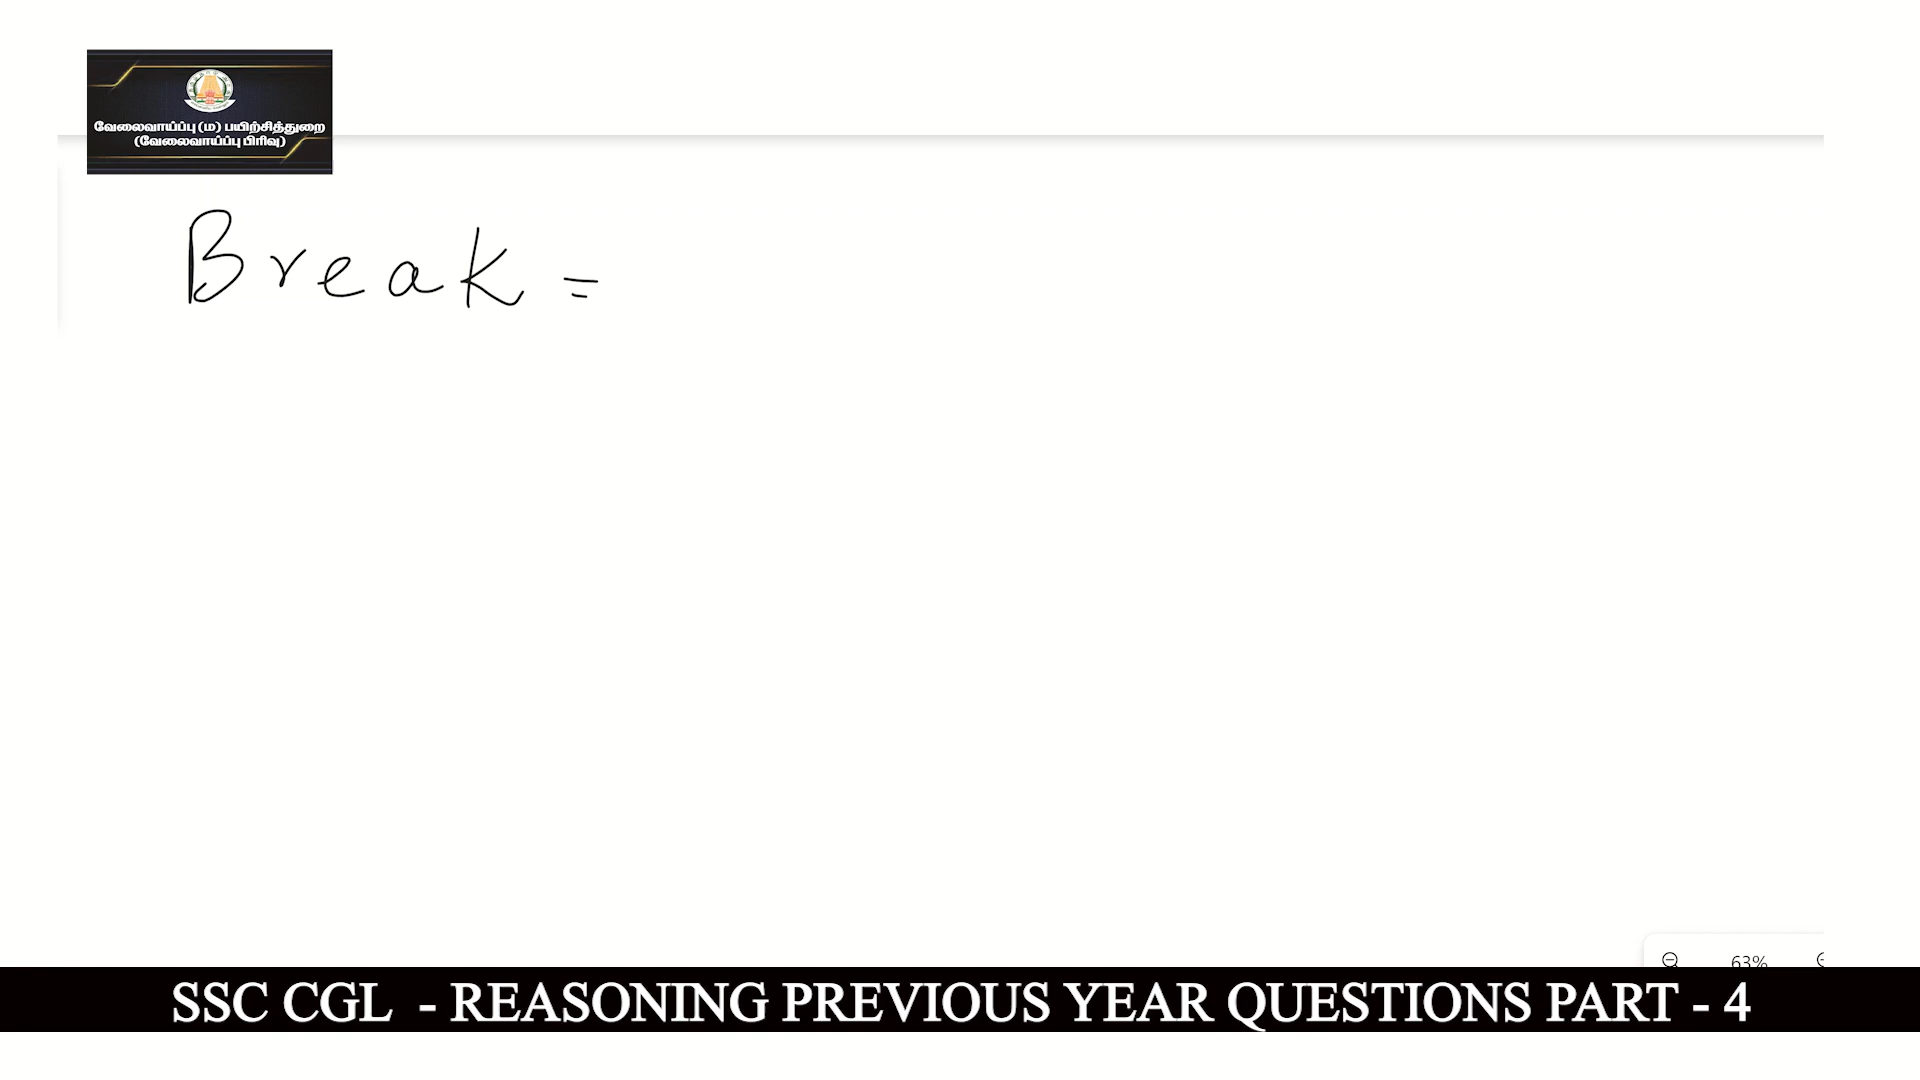 வேலைவாய்ப்பு (ம) பயிற்சித்துறை
(வேலைவாய்ப்பு பிரிவு)
Break =
63%
SSC CGL - REASONING PREVIOUS YEAR QUESTIONS PART - 4